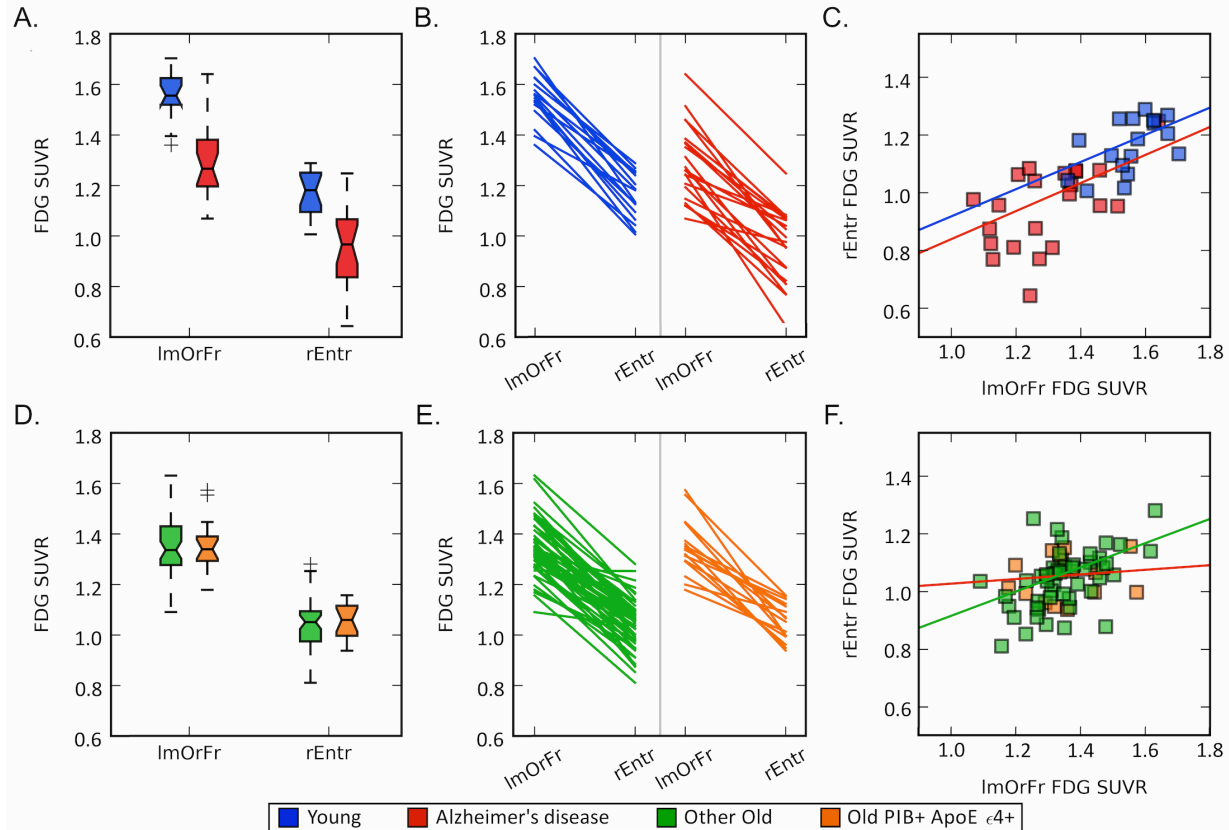 A.
B.
C.
1.8
1.6
1.4
1.2
1.0
0.8
0.6
FDG SUVR
lmOrFr
rEntr
1.8
1.6
1.4
1.2
1.0
0.8
0.6
FDG SUVR
lmOrFr
rEntr
lmOrFr
rEntr
1.4
1.2
1.0
0.8
0.6
rEntr FDG SUVR
1.0
1.2
1.4
1.6
1.8
lmOrFr FDG SUVR
D.
E.
F.
1.8
1.6
1.4
1.2
1.0
0.8
0.6
FDG SUVR
lmOrFr
rEntr
1.8
1.6
1.4
1.2
1.0
0.8
0.6
FDG SUVR
lmOrFr
rEntr
lmOrFr
rEntr
1.4
1.2
1.0
0.8
0.6
rEntr FDG SUVR
1.0
1.2
1.4
1.6
1.8
lmOrFr FDG SUVR
Young
Alzheimer's disease
Other Old
Old PIB+ ApoE ϵ4+